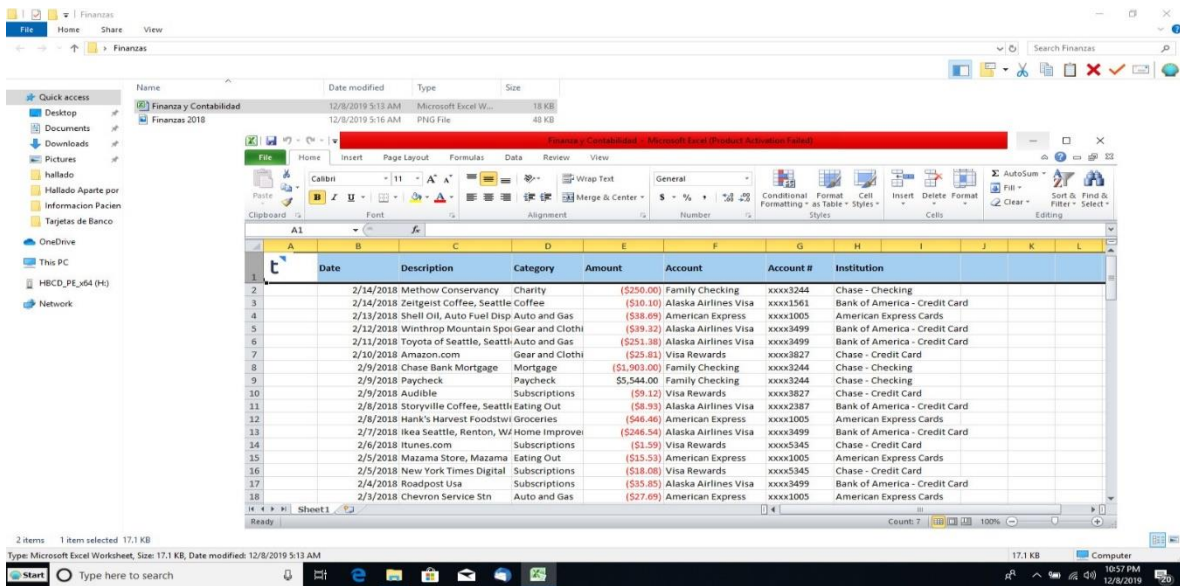 Finanzas
File Home Share View
Finanzas
Search Finanzas
Name Date modified Type Size
Finanza y Contabilidad 12/8/2019 5:13 AM Microsoft Excel W... 18 KB
Finanzas 2018 12/8/2019 5:16 AM PNG File 48 KB
Quick access
Desktop
Documents
Downloads
Pictures
hallado
Hallado Aparte por
Informacion Pacien
Tarjetas de Banco
OneDrive
This PC
HBCD_PE_x64 (H:)
Network
Finanza y Contabilidad - Microsoft Excel (Product Activation Failed)
File Home Insert Page Layout Formulas Data Review View
Calibri 11 Wrap Text General AutoSum
Paste B I U Merge & Center $ % , Conditional Formatting Format as Table Cell Styles Insert Delete Format Fill Clear Sort & Filter Find & Select
Clipboard Font Alignment Number Styles Cells Editing
A1 fx
A B C D E F G H I J K L
1 t Date Description Category Amount Account Account # Institution
2 2/14/2018 Methow Conservancy Charity ($250.00) Family Checking xxxx3244 Chase - Checking
3 2/14/2018 Zeitgeist Coffee, Seattle Coffee ($10.10) Alaska Airlines Visa xxxx1561 Bank of America - Credit Card
4 2/13/2018 Shell Oil, Auto Fuel Disp Auto and Gas ($38.69) American Express xxxx1005 American Express Cards
5 2/12/2018 Winthrop Mountain Spo Gear and Clothi ($39.32) Alaska Airlines Visa xxxx3499 Bank of America - Credit Card
6 2/11/2018 Toyota of Seattle, Seattl Auto and Gas ($251.38) Alaska Airlines Visa xxxx3499 Bank of America - Credit Card
7 2/10/2018 Amazon.com Gear and Clothi ($25.81) Visa Rewards xxxx3827 Chase - Credit Card
8 2/9/2018 Chase Bank Mortgage Mortgage ($1,903.00) Family Checking xxxx3244 Chase - Checking
9 2/9/2018 Paycheck Paycheck $5,544.00 Family Checking xxxx3244 Chase - Checking
10 2/9/2018 Audible Subscriptions ($9.12) Visa Rewards xxxx3827 Chase - Credit Card
11 2/8/2018 Storyville Coffee, Seattl Eating Out ($8.93) Alaska Airlines Visa xxxx2387 Bank of America - Credit Card
12 2/8/2018 Hank's Harvest Foodstwi Groceries ($46.46) American Express xxxx1005 American Express Cards
13 2/7/2018 Ikea Seattle, Renton, WA Home Improve ($246.54) Alaska Airlines Visa xxxx3499 Bank of America - Credit Card
14 2/6/2018 Itunes.com Subscriptions ($1.59) Visa Rewards xxxx5345 Chase - Credit Card
15 2/5/2018 Mazama Store, Mazama Eating Out ($15.53) American Express xxxx1005 American Express Cards
16 2/5/2018 New York Times Digital Subscriptions ($18.08) Visa Rewards xxxx5345 Chase - Credit Card
17 2/4/2018 Roadpost Usa Subscriptions ($35.85) Alaska Airlines Visa xxxx3499 Bank of America - Credit Card
18 2/3/2018 Chevron Service Stn Auto and Gas ($27.69) American Express xxxx1005 American Express Cards
Sheet1
Ready Count: 7 100%
2 items 1 item selected 17.1 KB
Type: Microsoft Excel Worksheet, Size: 17.1 KB, Date modified: 12/8/2019 5:13 AM 17.1 KB Computer
Start Type here to search 10:57 PM
12/8/2019 20